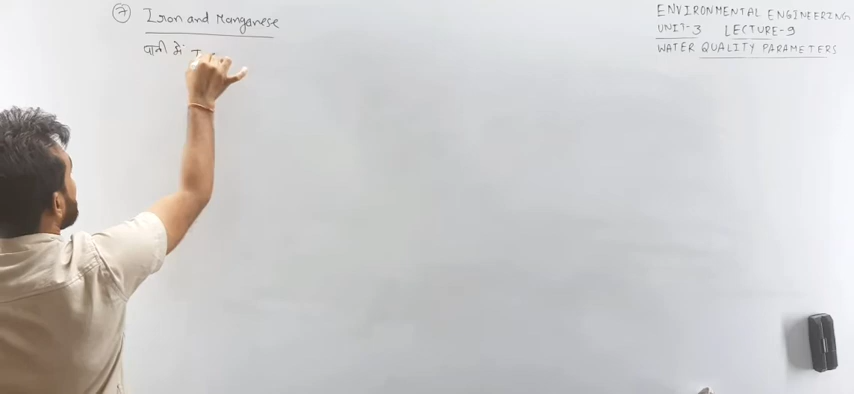 ⑦ Iron and Manganese
पानी में I
ENVIRONMENTAL ENGINEERING
UNIT-3 LECTURE-9
WATER QUALITY PARAMETERS